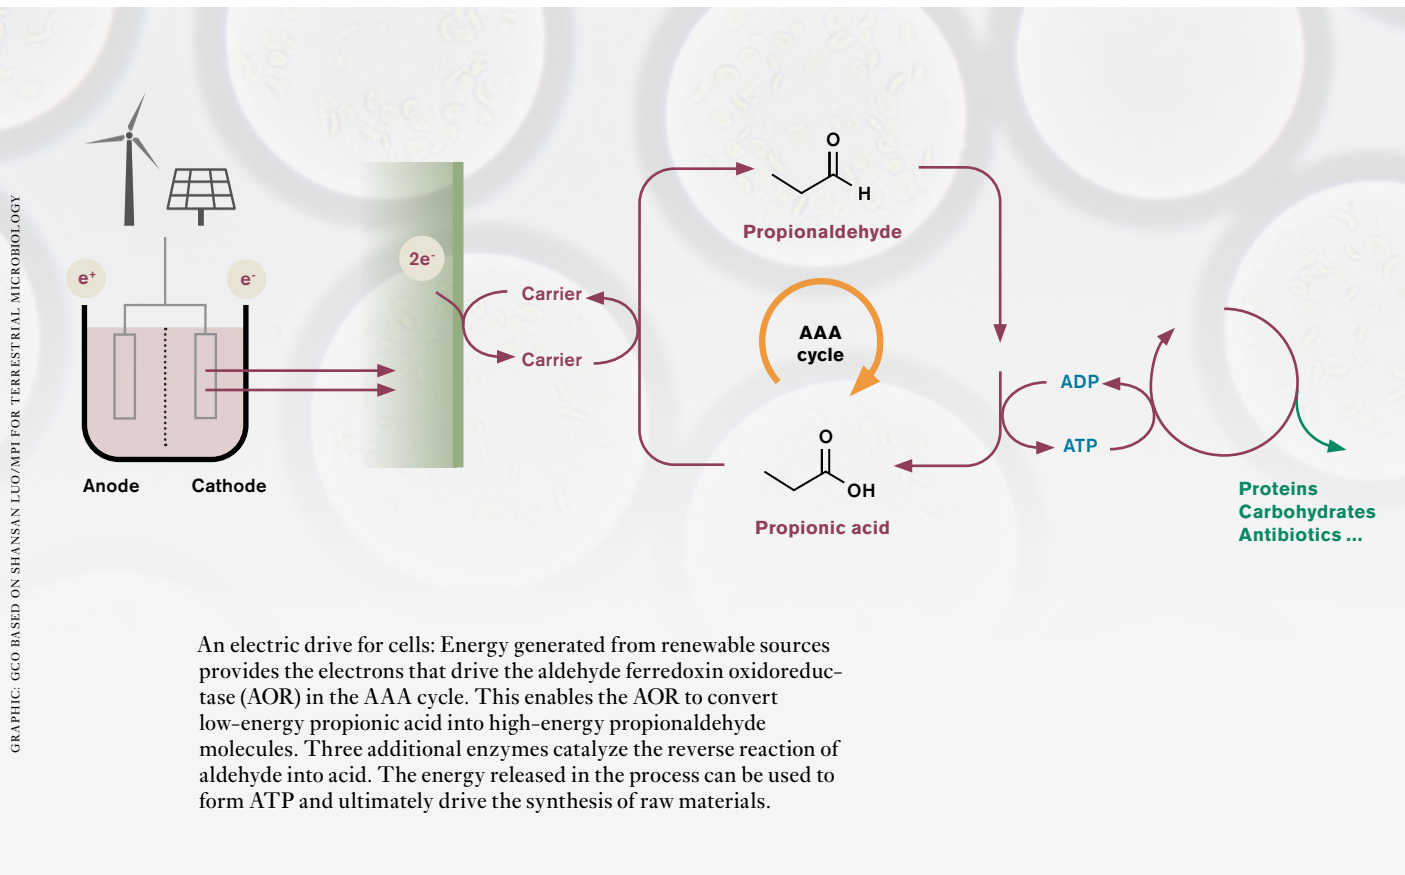 GRAPHIC: GCO BASED ON SHANSAN LUO/MPI FOR TERRESTRIAL MICROBIOLOGY
e+
e-
Anode
Cathode
2e-
Carrier
Carrier
O
H
Propionaldehyde
AAA
cycle
O
OH
Propionic acid
ADP
ATP
Proteins
Carbohydrates
Antibiotics ...
An electric drive for cells: Energy generated from renewable sources
provides the electrons that drive the aldehyde ferredoxin oxidoreduc-
tase (AOR) in the AAA cycle. This enables the AOR to convert
low-energy propionic acid into high-energy propionaldehyde
molecules. Three additional enzymes catalyze the reverse reaction of
aldehyde into acid. The energy released in the process can be used to
form ATP and ultimately drive the synthesis of raw materials.